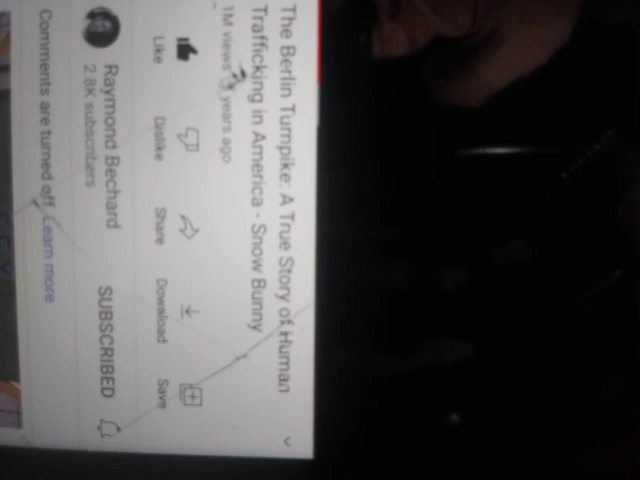 The Berlin Turnpike: A True Story of Human
Trafficking in America - Snow Bunny
1M views years ago
Like
Dislike
Share
Download
Save
Raymond Bechard
2.8K subscribers
SUBSCRIBED
Comments are turned off. Learn more